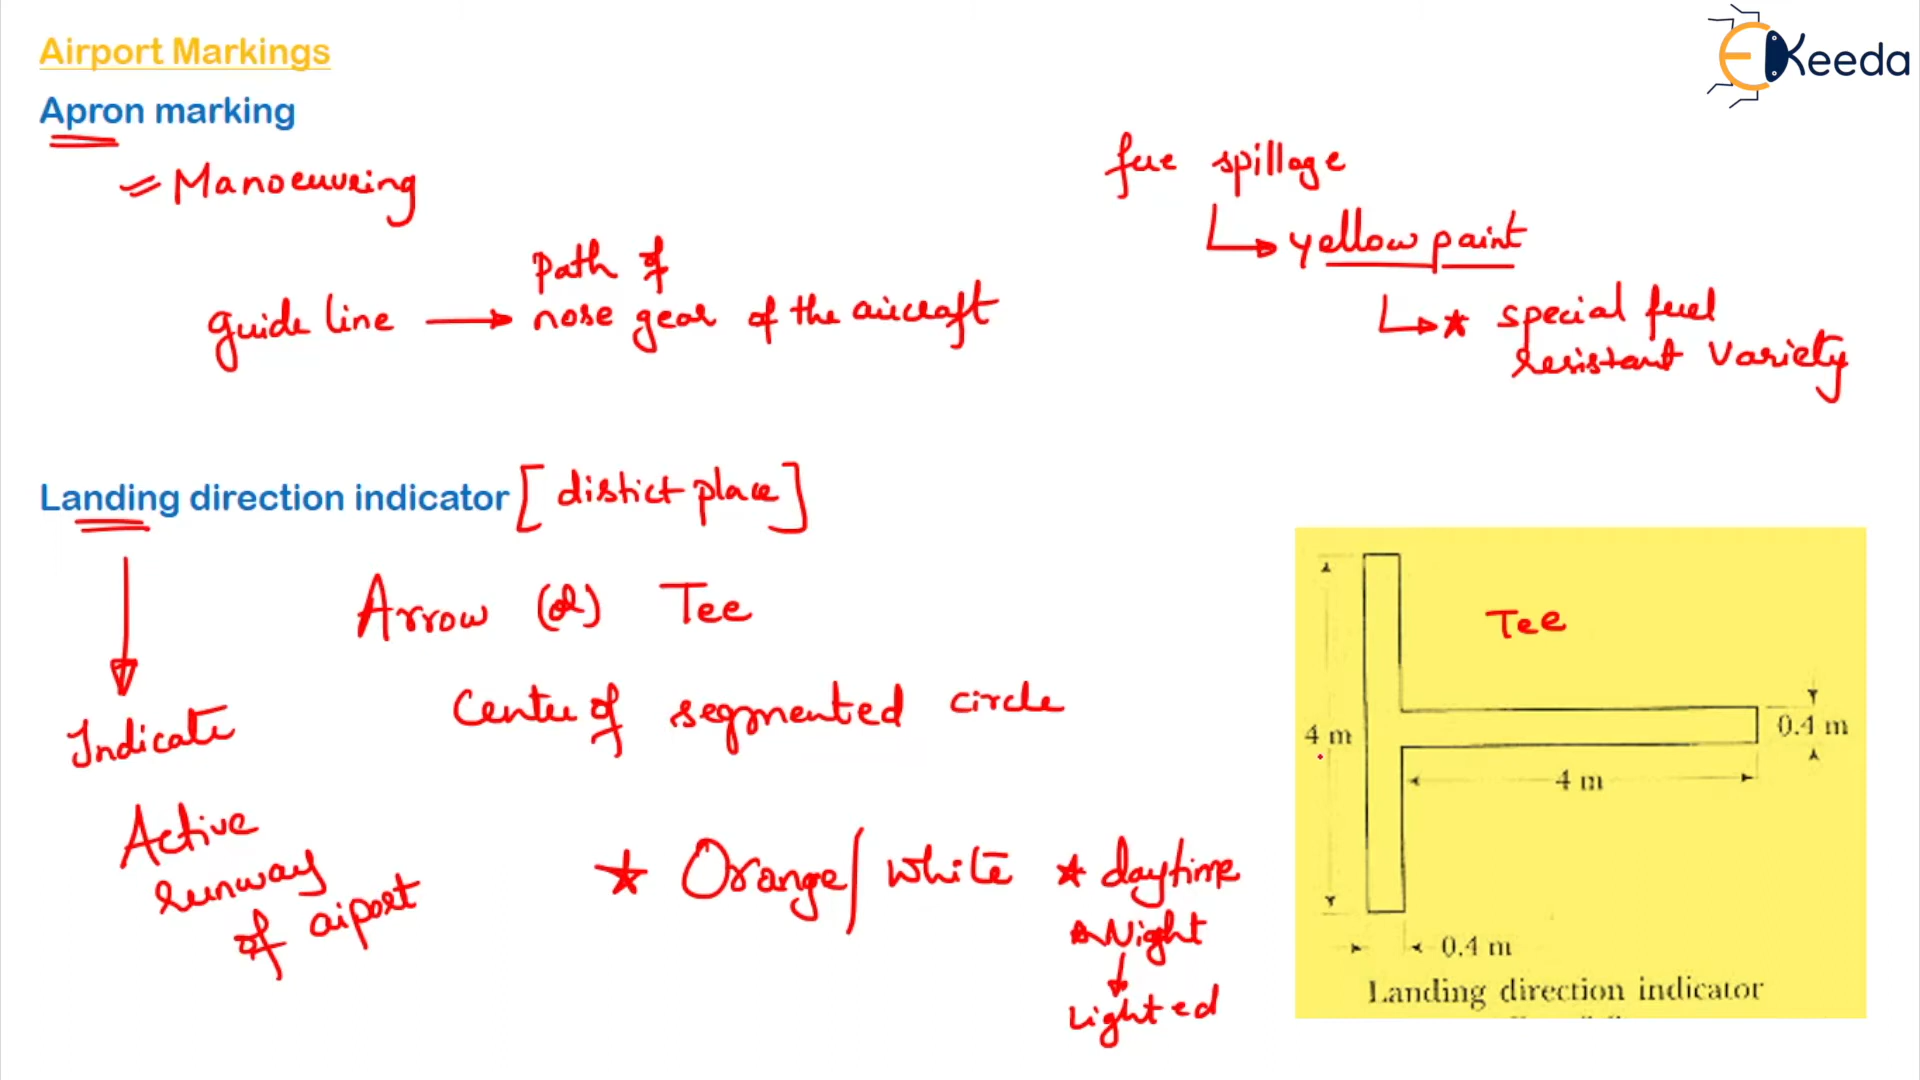 Airport Markings
Keeda
Apron marking
Manoeuvring
guide line → path of
nose gear of the aircraft
spillage
yellow paint
★ special fuel
resistant variety
Landing direction indicator [distict place]
Indicate
Active
runway
of aiport
Arrow (or) Tee
Center of segmented circle
★ Orange/white ★ daytime
Night
Lighted
Tee
4 m
0.4 m
4 m
0.4 m
Landing direction indicator